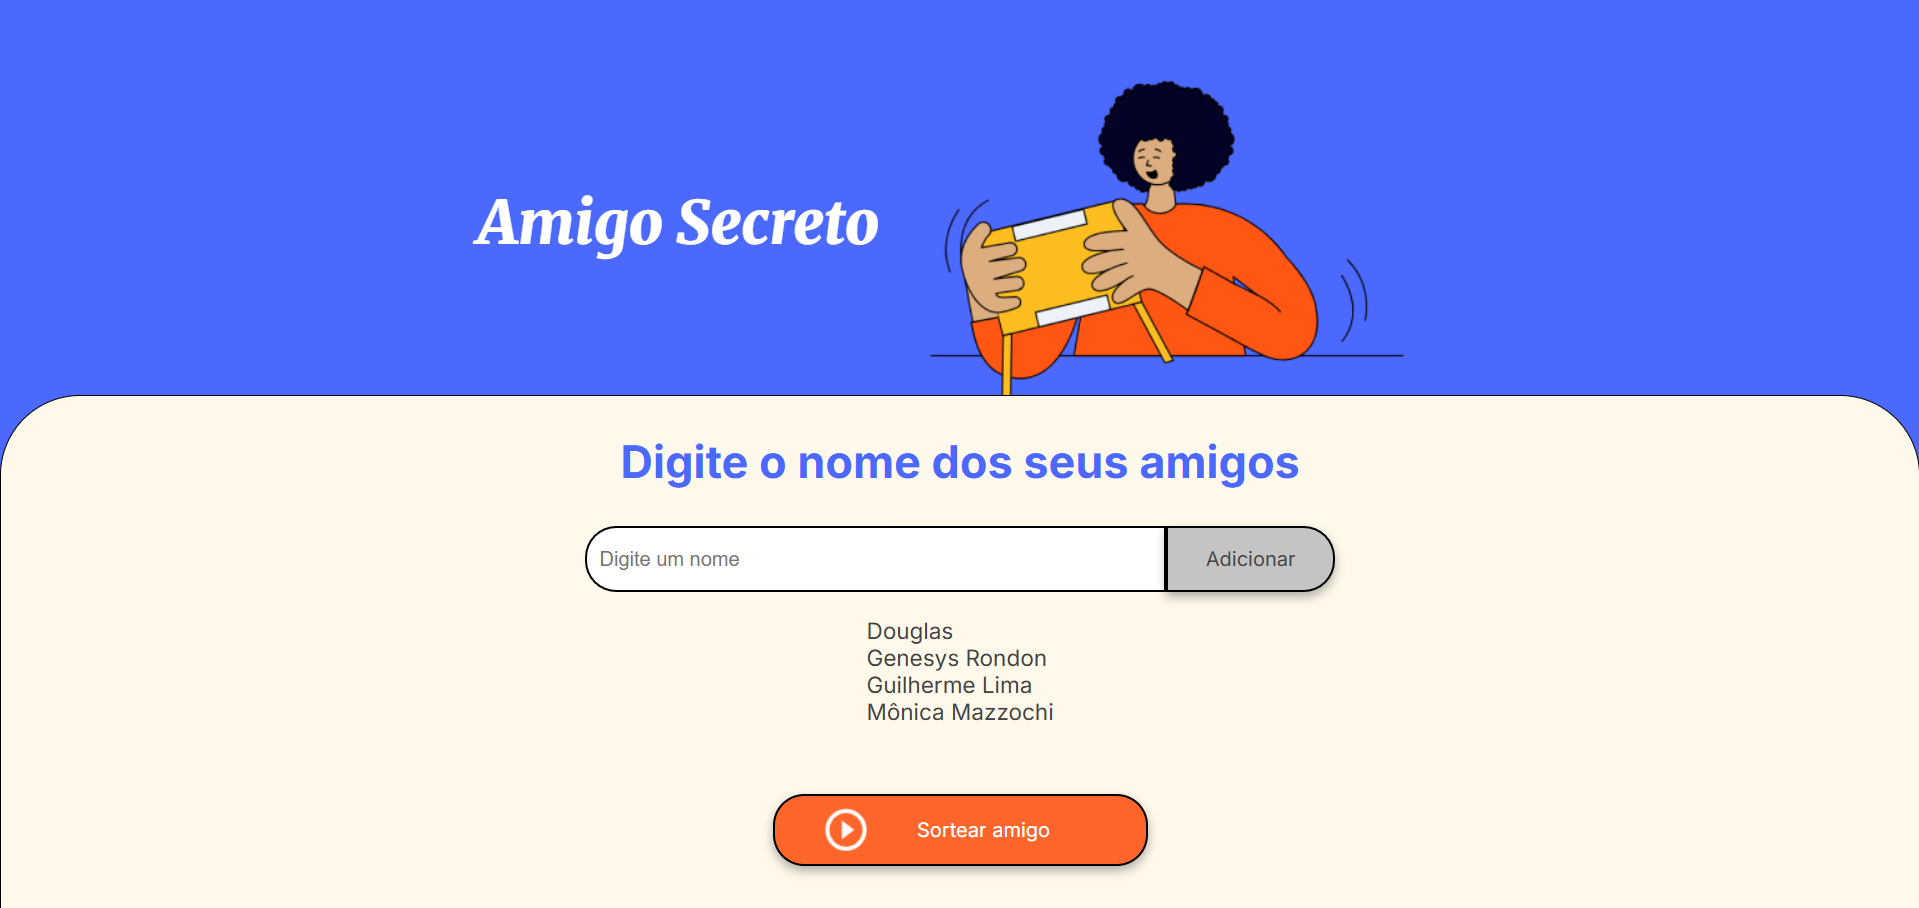 Amigo Secreto
Digite o nome dos seus amigos
Digite um nome
Adicionar
Douglas
Genesys Rondon
Guilherme Lima
Mônica Mazzochi
Sortear amigo